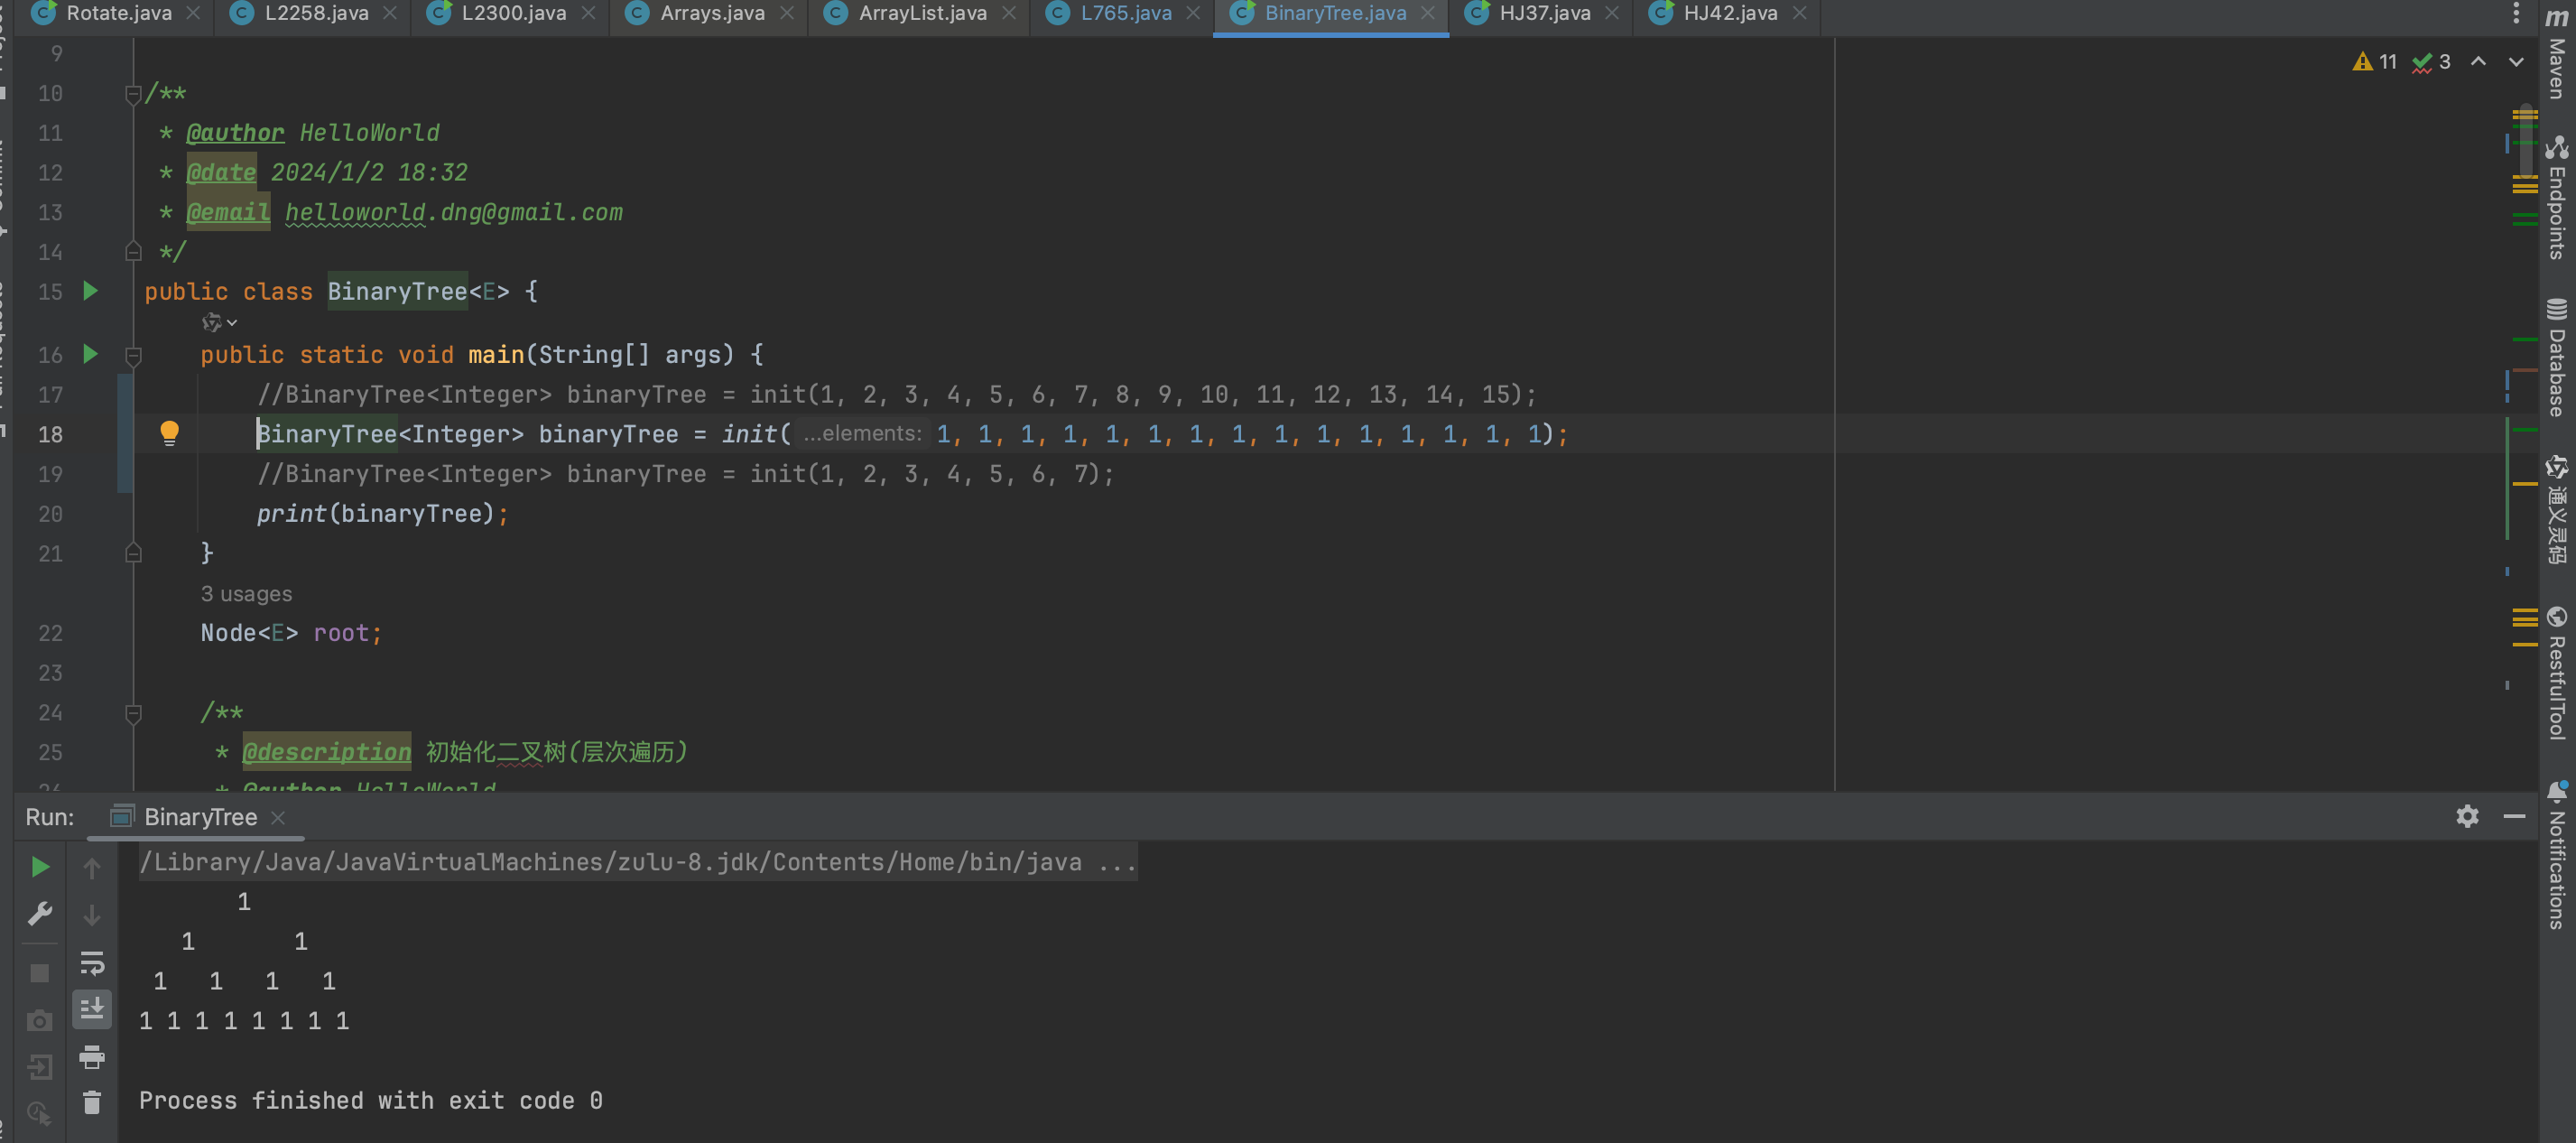 Rotate.java L2258.java L2300.java Arrays.java ArrayList.java L765.java BinaryTree.java HJ37.java HJ42.java
11 3
9
10 /**
11 * @author HelloWorld
12 * @date 2024/1/2 18:32
13 * @email helloworld.dng@gmail.com
14 */
15 public class BinaryTree<E> {
16 public static void main(String[] args) {
17 //BinaryTree<Integer> binaryTree = init(1, 2, 3, 4, 5, 6, 7, 8, 9, 10, 11, 12, 13, 14, 15);
18 BinaryTree<Integer> binaryTree = init( ...elements: 1, 1, 1, 1, 1, 1, 1, 1, 1, 1, 1, 1, 1, 1, 1);
19 //BinaryTree<Integer> binaryTree = init(1, 2, 3, 4, 5, 6, 7);
20 print(binaryTree);
21 }
3 usages
22 Node<E> root;
23
24 /**
25 * @description 初始化二叉树(层次遍历)
26 * @author HelloWorld
Run: BinaryTree
/Library/Java/JavaVirtualMachines/zulu-8.jdk/Contents/Home/bin/java ...
1
1 1
1 1 1 1
1 1 1 1 1 1 1 1
Process finished with exit code 0
m
Maven
Endpoints
Database
通义灵码
RestfulTool
Notifications